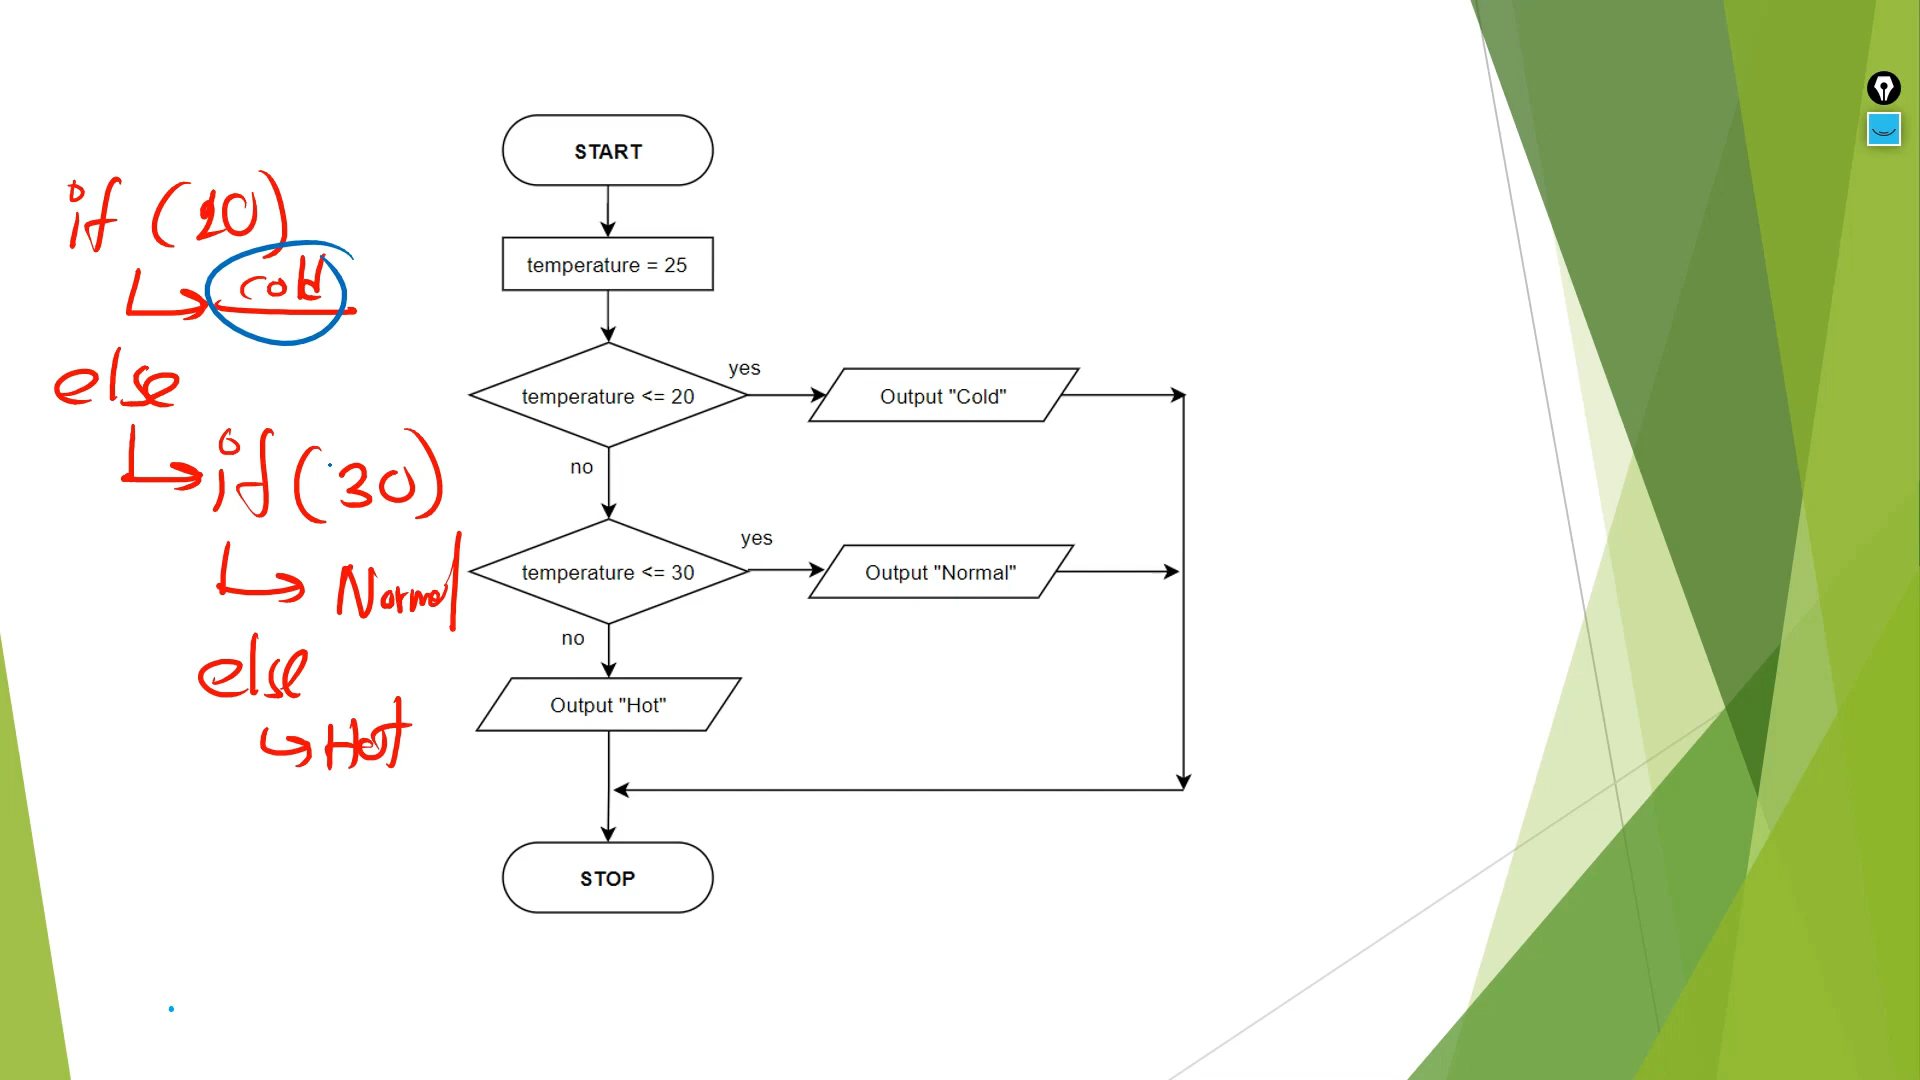 START
temperature = 25
temperature <= 20
yes
Output "Cold"
no
temperature <= 30
yes
Output "Normal"
no
Output "Hot"
STOP
if (20)
cold
else
if (30)
Normal
else
Hot